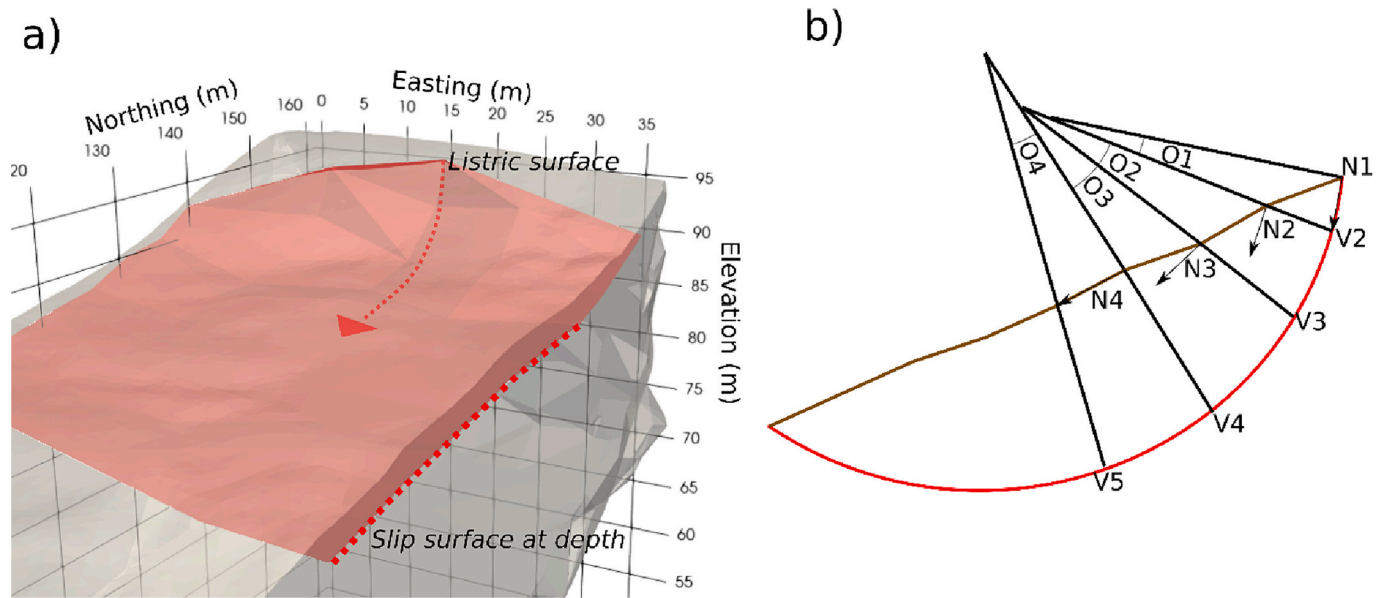 a)
Northing (m)
Easting (m)
20
130
140
150
160
0
5
10
15
20
25
30
35
Listric surface
95
90
85
80
75
70
65
60
55
Elevation (m)
Slip surface at depth
b)
O4
O3
O2
O1
N1
N2
N3
N4
V2
V3
V4
V5